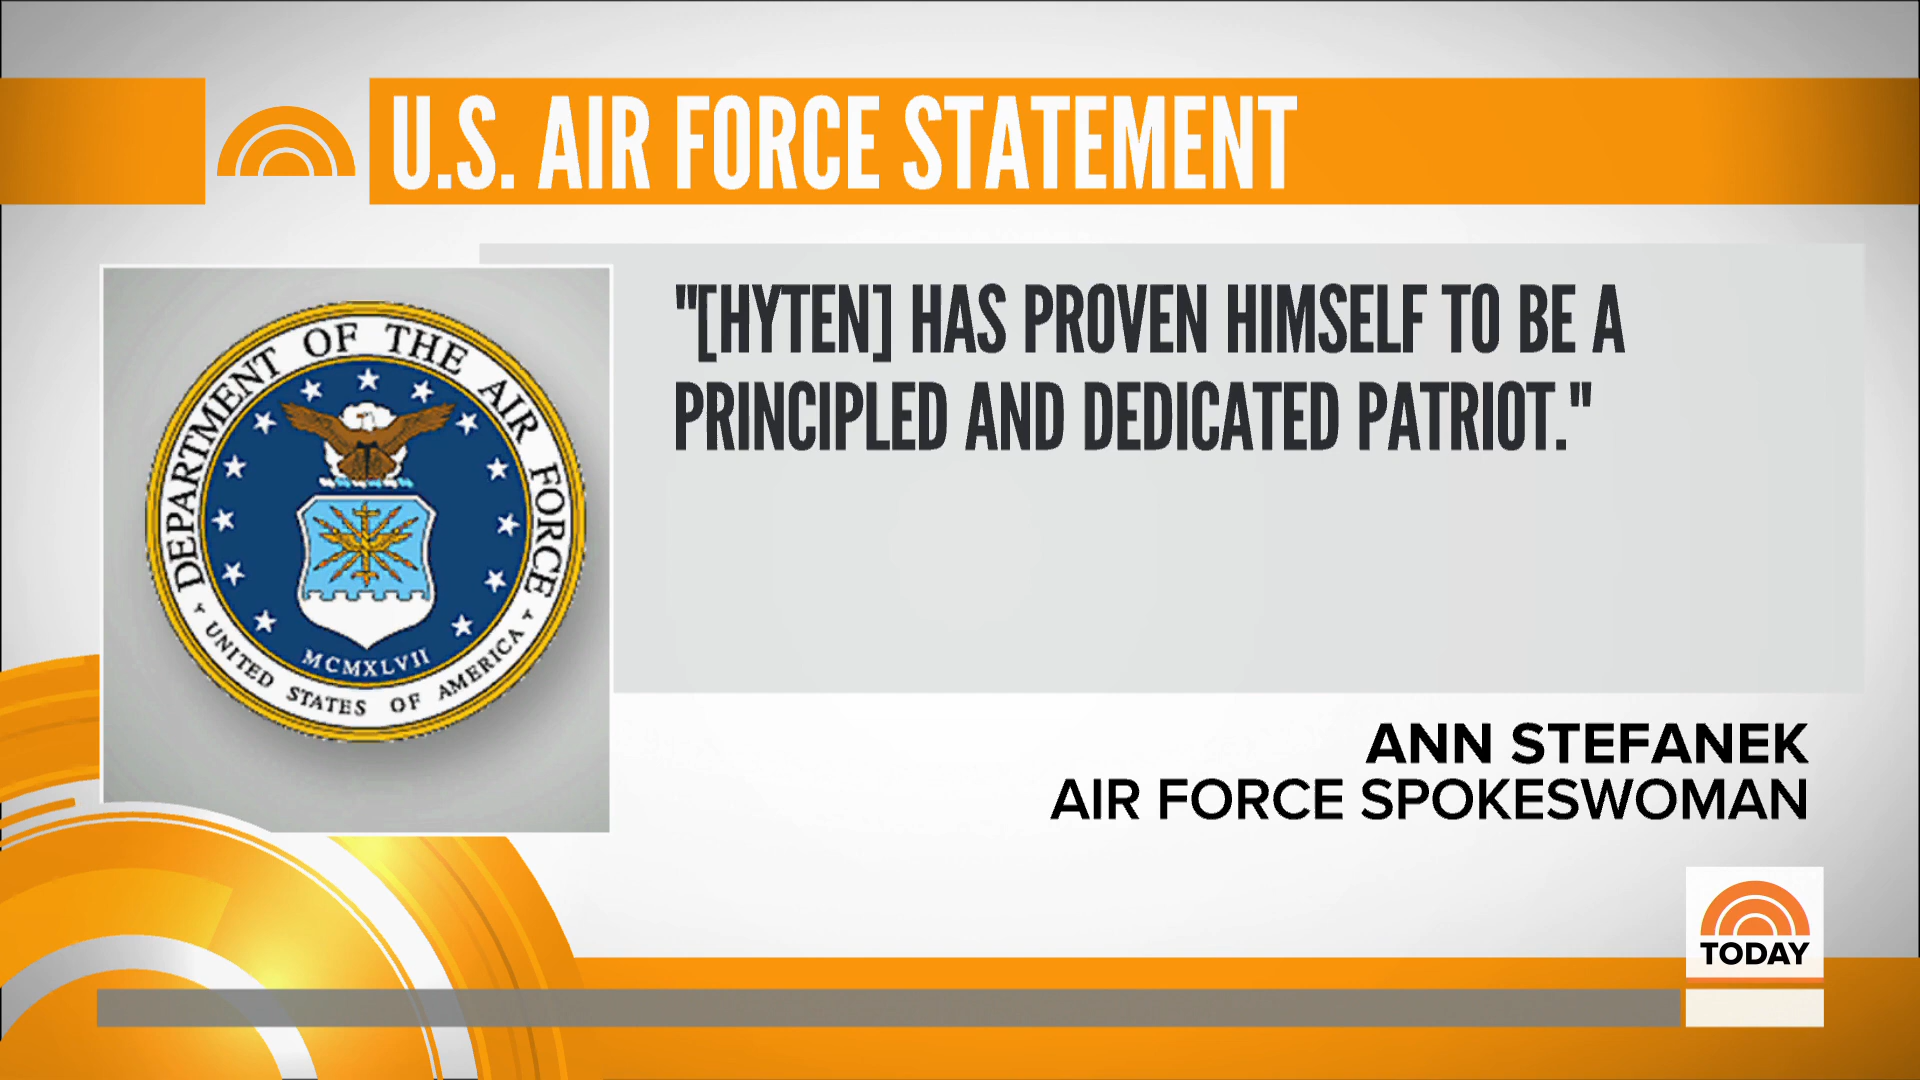 U.S. AIR FORCE STATEMENT
"[HYTEN] HAS PROVEN HIMSELF TO BE A
PRINCIPLED AND DEDICATED PATRIOT."
DEPARTMENT OF THE AIR FORCE
MCMXLVII
UNITED STATES OF AMERICA
ANN STEFANEK
AIR FORCE SPOKESWOMAN
TODAY